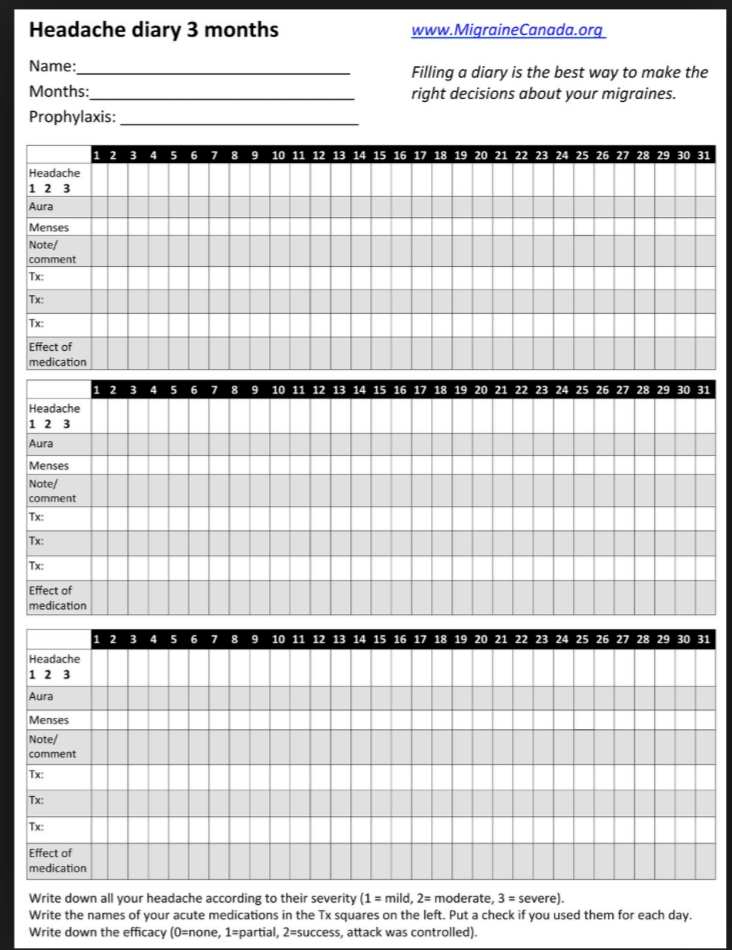 Headache diary 3 months
www.MigraineCanada.org
Name:
Months:
Prophylaxis:
Filling a diary is the best way to make the
right decisions about your migraines.
1 2 3 4 5 6 7 8 9 10 11 12 13 14 15 16 17 18 19 20 21 22 23 24 25 26 27 28 29 30 31
Headache
1 2 3
Aura
Menses
Note/
comment
Tx:
Tx:
Tx:
Effect of
medication
1 2 3 4 5 6 7 8 9 10 11 12 13 14 15 16 17 18 19 20 21 22 23 24 25 26 27 28 29 30 31
Headache
1 2 3
Aura
Menses
Note/
comment
Tx:
Tx:
Tx:
Effect of
medication
1 2 3 4 5 6 7 8 9 10 11 12 13 14 15 16 17 18 19 20 21 22 23 24 25 26 27 28 29 30 31
Headache
1 2 3
Aura
Menses
Note/
comment
Tx:
Tx:
Tx:
Effect of
medication
Write down all your headache according to their severity (1 = mild, 2= moderate, 3 = severe).
Write the names of your acute medications in the Tx squares on the left. Put a check if you used them for each day.
Write down the efficacy (0=none, 1=partial, 2=success, attack was controlled).